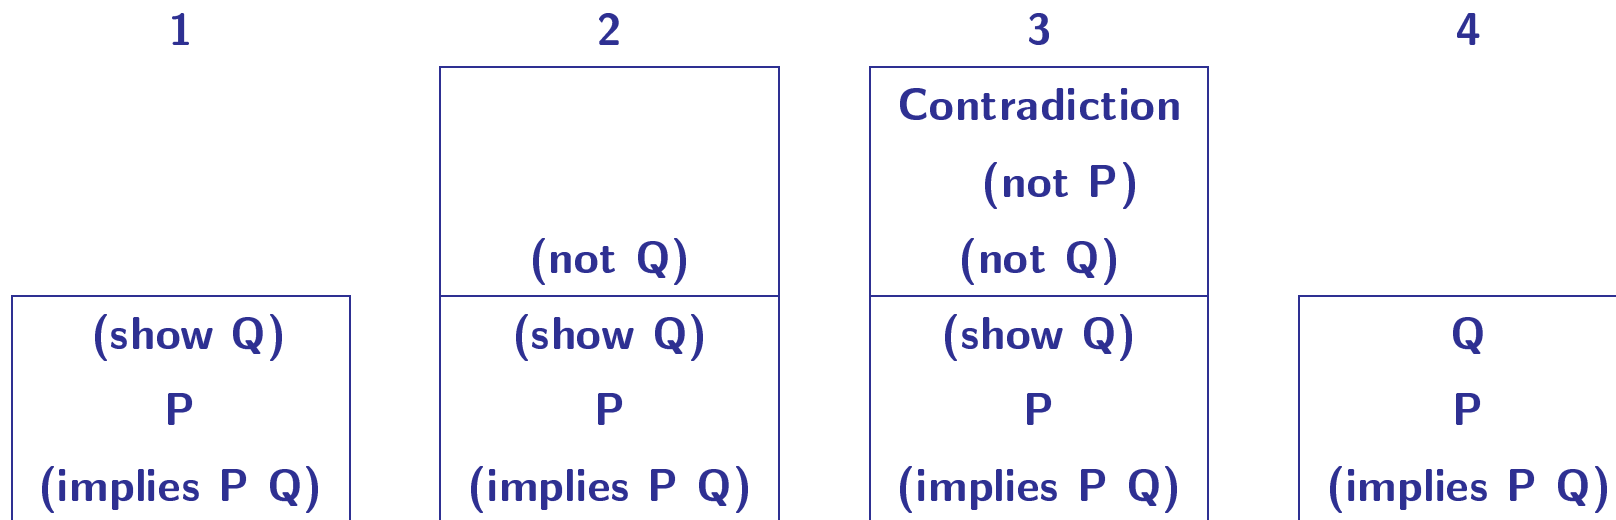 1
2
3
4
Contradiction
(not P)
(not Q)
(not Q)
(show Q)
(show Q)
(show Q)
Q
P
P
P
P
(implies P Q)
(implies P Q)
(implies P Q)
(implies P Q)